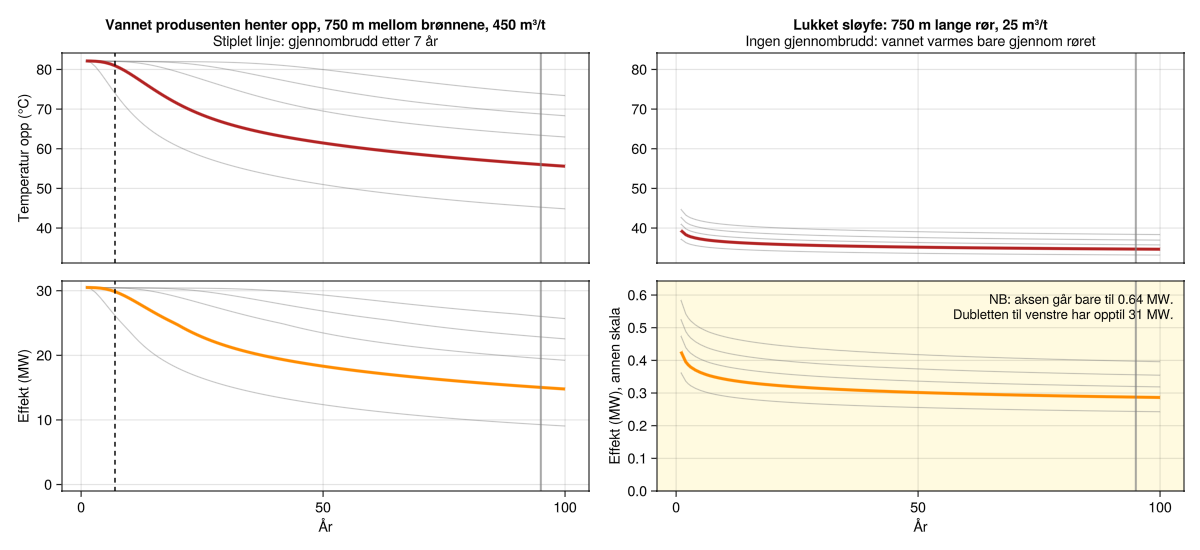 Vannet produsenten henter opp, 750 m mellom brønnene, 450 m³/t
Stiplet linje: gjennombrudd etter 7 år
Temperatur opp (°C)
80
70
60
50
40
Lukket sløyfe: 750 m lange rør, 25 m³/t
Ingen gjennombrudd: vannet varmes bare gjennom røret
80
70
60
50
40
Effekt (MW)
30
20
10
0
0
50
100
År
Effekt (MW), annen skala
0.6
0.5
0.4
0.3
0.2
0.1
0.0
NB: aksen går bare til 0.64 MW.
Dubletten til venstre har opptil 31 MW.
0
50
100
År